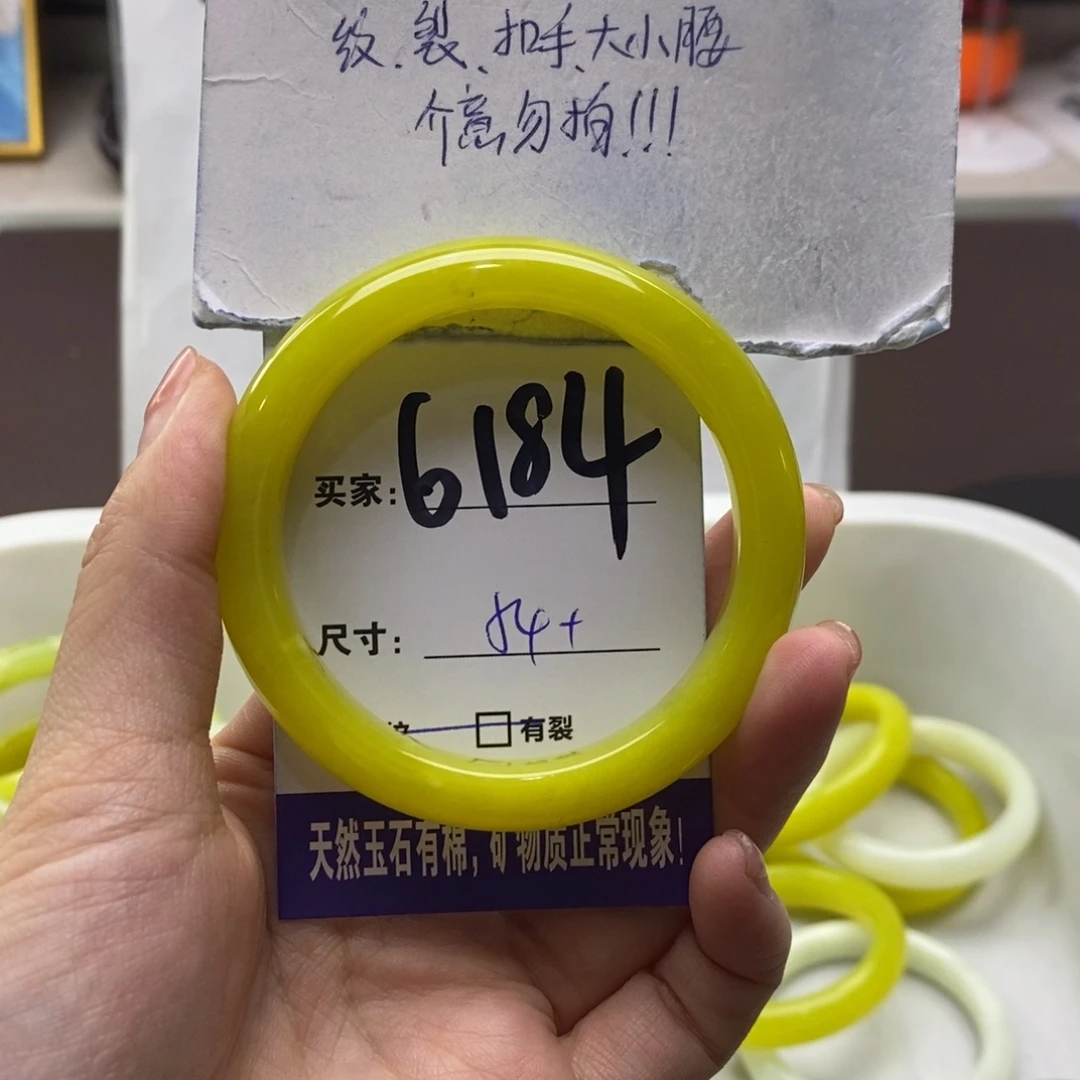 纹、裂、扣手、大小腰
介意勿拍!!!
买家: 6184
尺寸: 54+
纹 □有裂
天然玉石有棉, 矿物质正常现象!